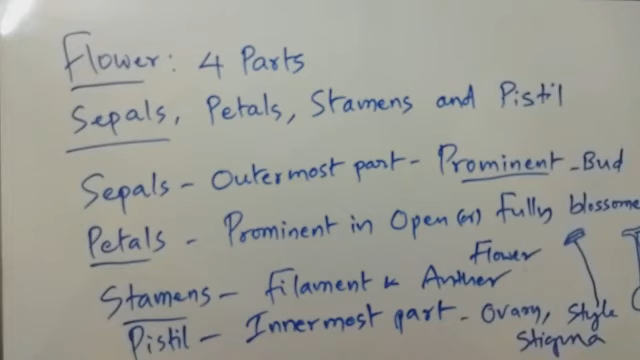 Flower: 4 Parts
Sepals, Petals, Stamens and Pistil
Sepals - Outermost part - Prominent - Bud
Petals - Prominent in Open (or) fully blossome
Flower
Stamens - Filament & Anther
Pistil - Innermost part - Ovary, Style
Stigma